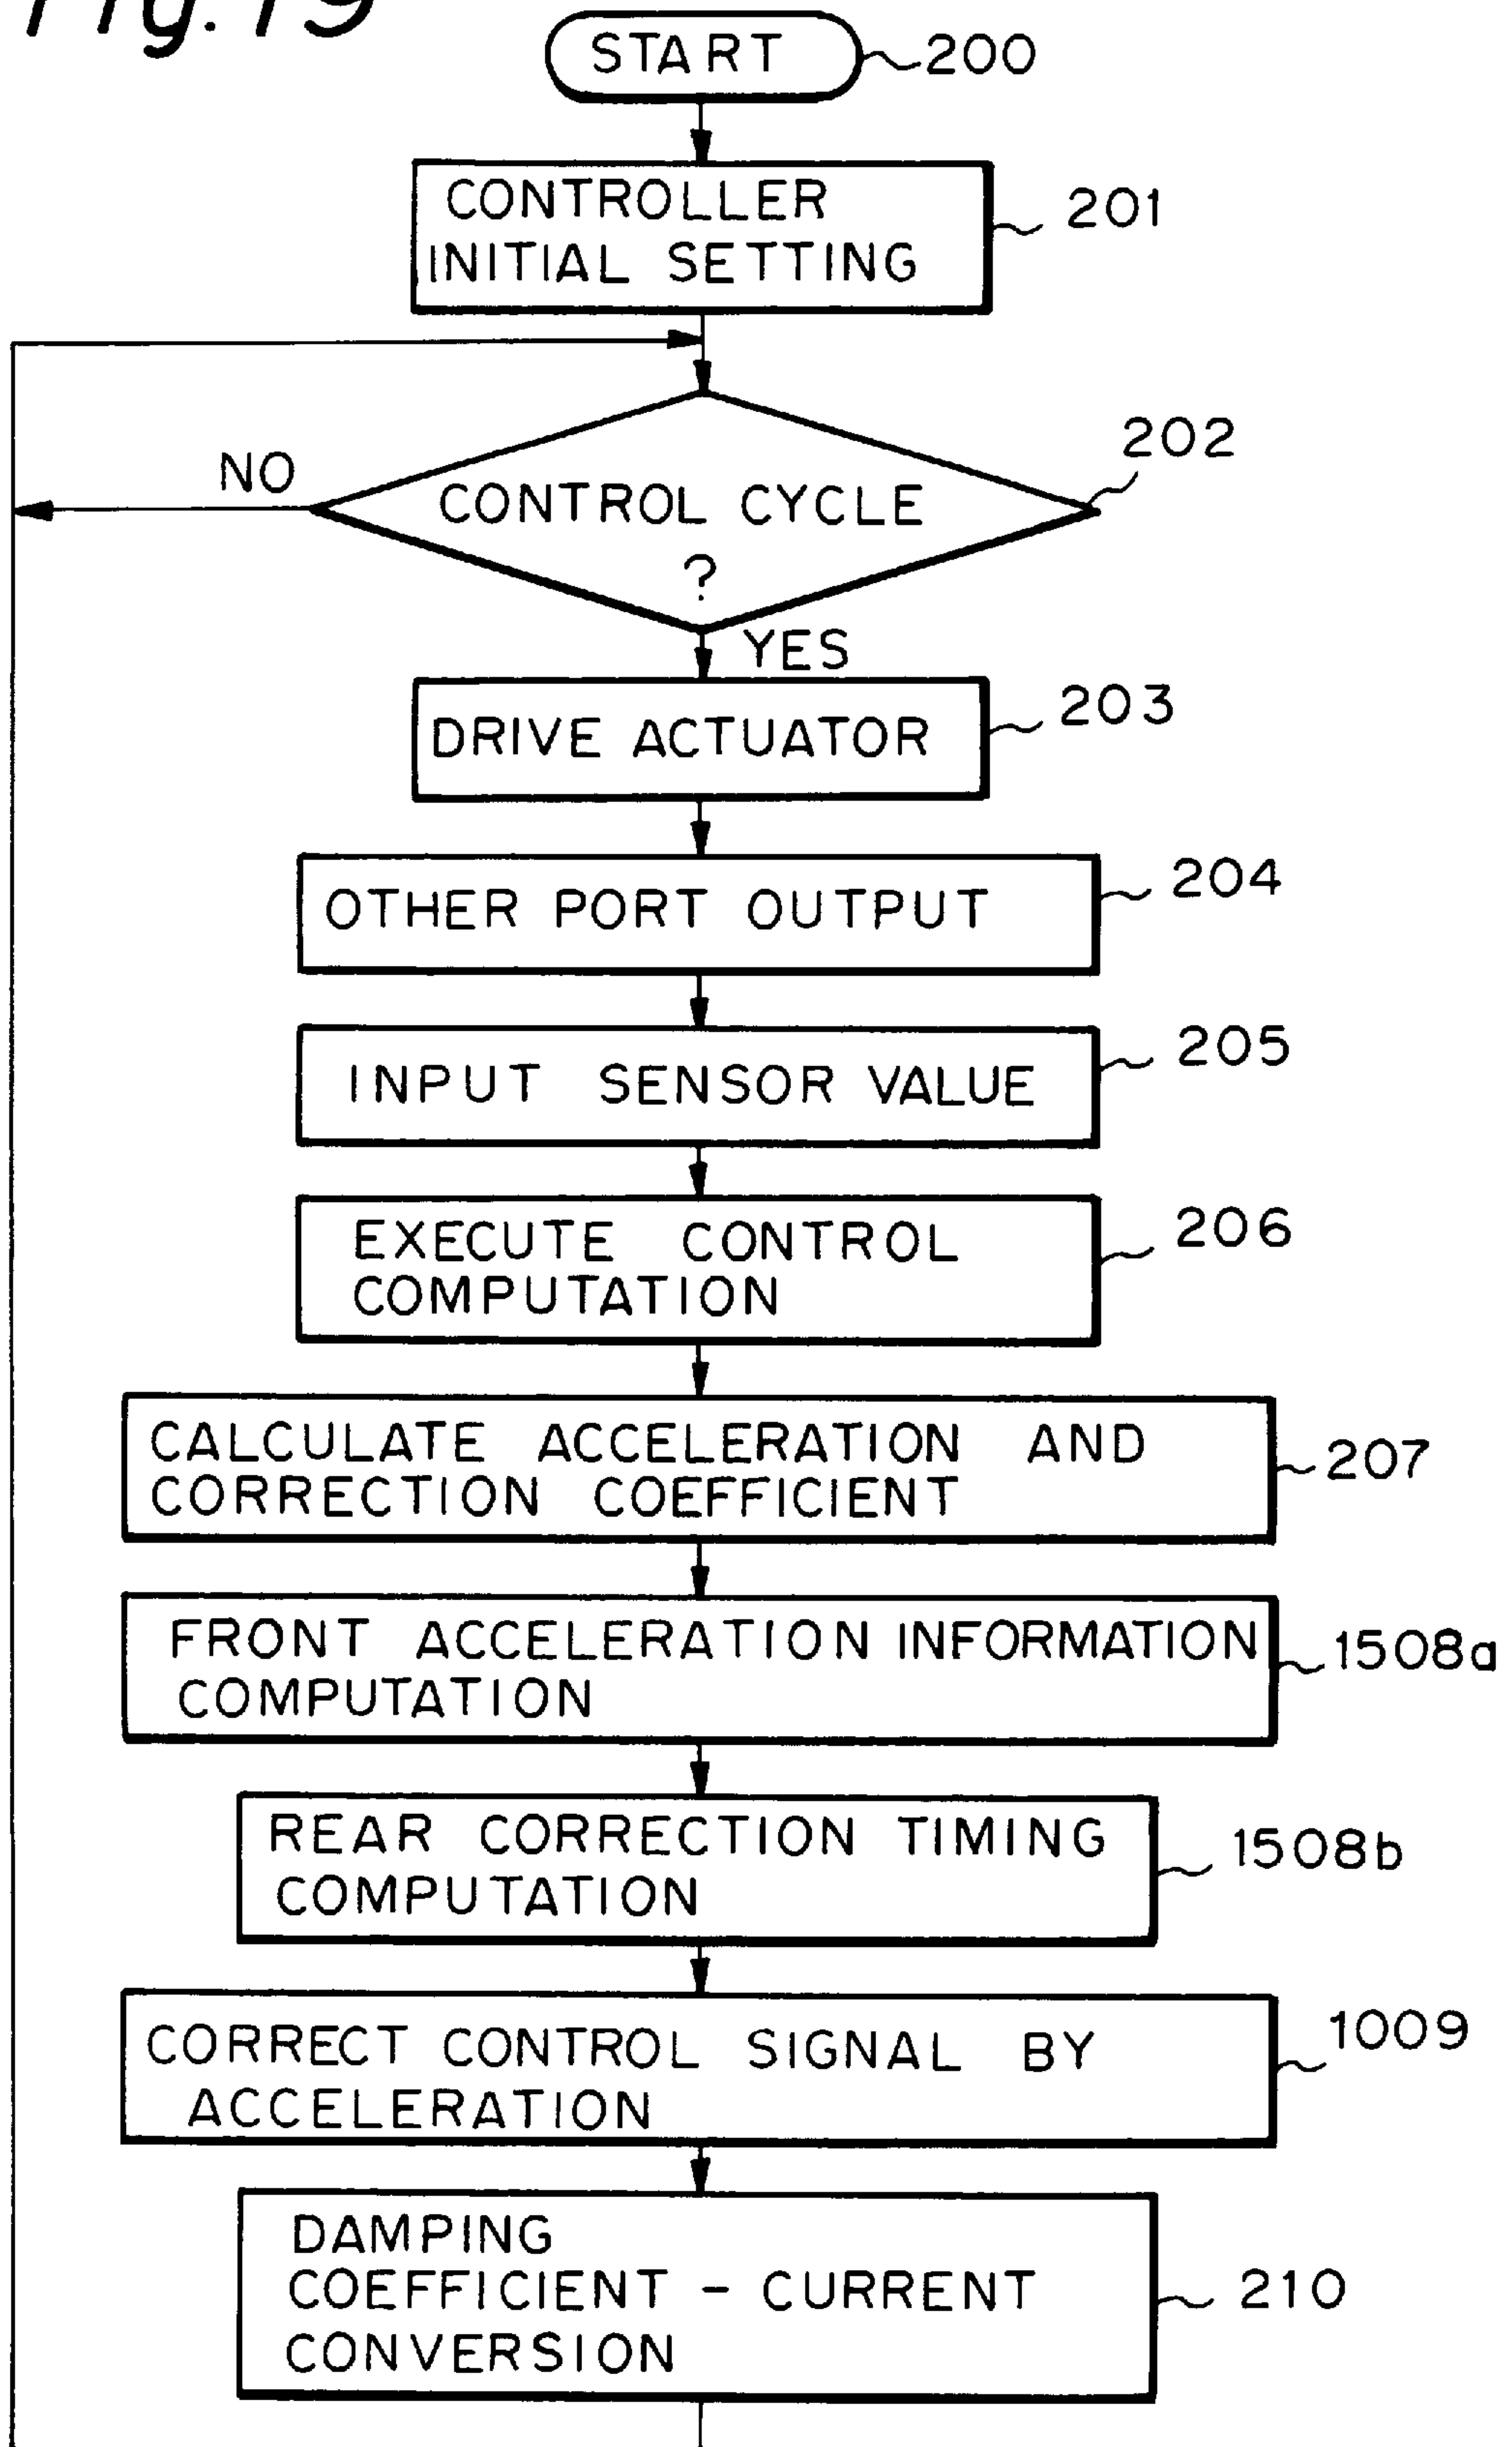 Fig. 19
START
200
CONTROLLER
INITIAL SETTING
201
NO
CONTROL CYCLE
?
202
YES
DRIVE ACTUATOR
203
OTHER PORT OUTPUT
204
INPUT SENSOR VALUE
205
EXECUTE CONTROL
COMPUTATION
206
CALCULATE ACCELERATION AND
CORRECTION COEFFICIENT
207
FRONT ACCELERATION INFORMATION
COMPUTATION
1508a
REAR CORRECTION TIMING
COMPUTATION
1508b
CORRECT CONTROL SIGNAL BY
ACCELERATION
1009
DAMPING
COEFFICIENT - CURRENT
CONVERSION
210